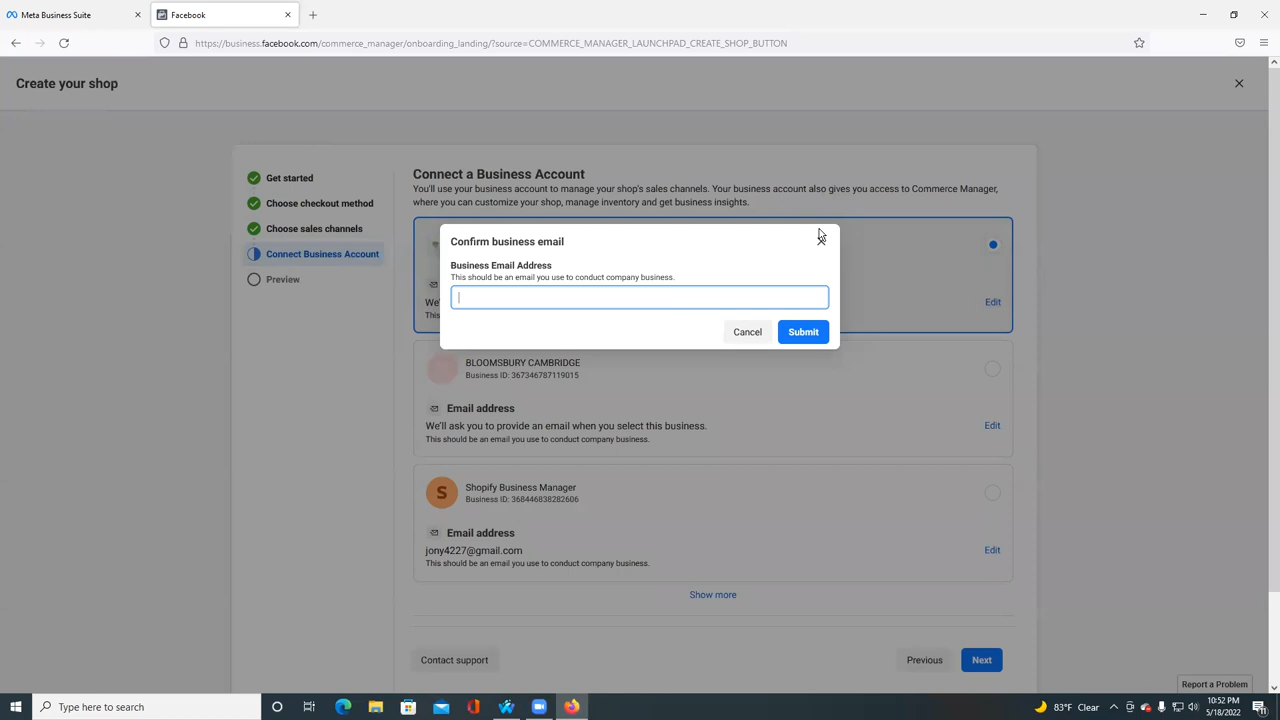 Meta Business Suite
Facebook
https://business.facebook.com/commerce_manager/onboarding_landing/?source=COMMERCE_MANAGER_LAUNCHPAD_CREATE_SHOP_BUTTON
Create your shop
Get started
Choose checkout method
Choose sales channels
Connect Business Account
Preview
Connect a Business Account
You'll use your business account to manage your shop's sales channels. Your business account also gives you access to Commerce Manager,
where you can customize your shop, manage inventory and get business insights.
Confirm business email
Business Email Address
This should be an email you use to conduct company business.
Cancel
Submit
Edit
BLOOMSBURY CAMBRIDGE
Business ID: 367346787119015
Email address
We'll ask you to provide an email when you select this business.
This should be an email you use to conduct company business.
Edit
S
Shopify Business Manager
Business ID: 368446838282606
Email address
jony4227@gmail.com
This should be an email you use to conduct company business.
Edit
Show more
Contact support
Previous
Next
Report a Problem
Type here to search
83°F Clear
10:52 PM
5/18/2022